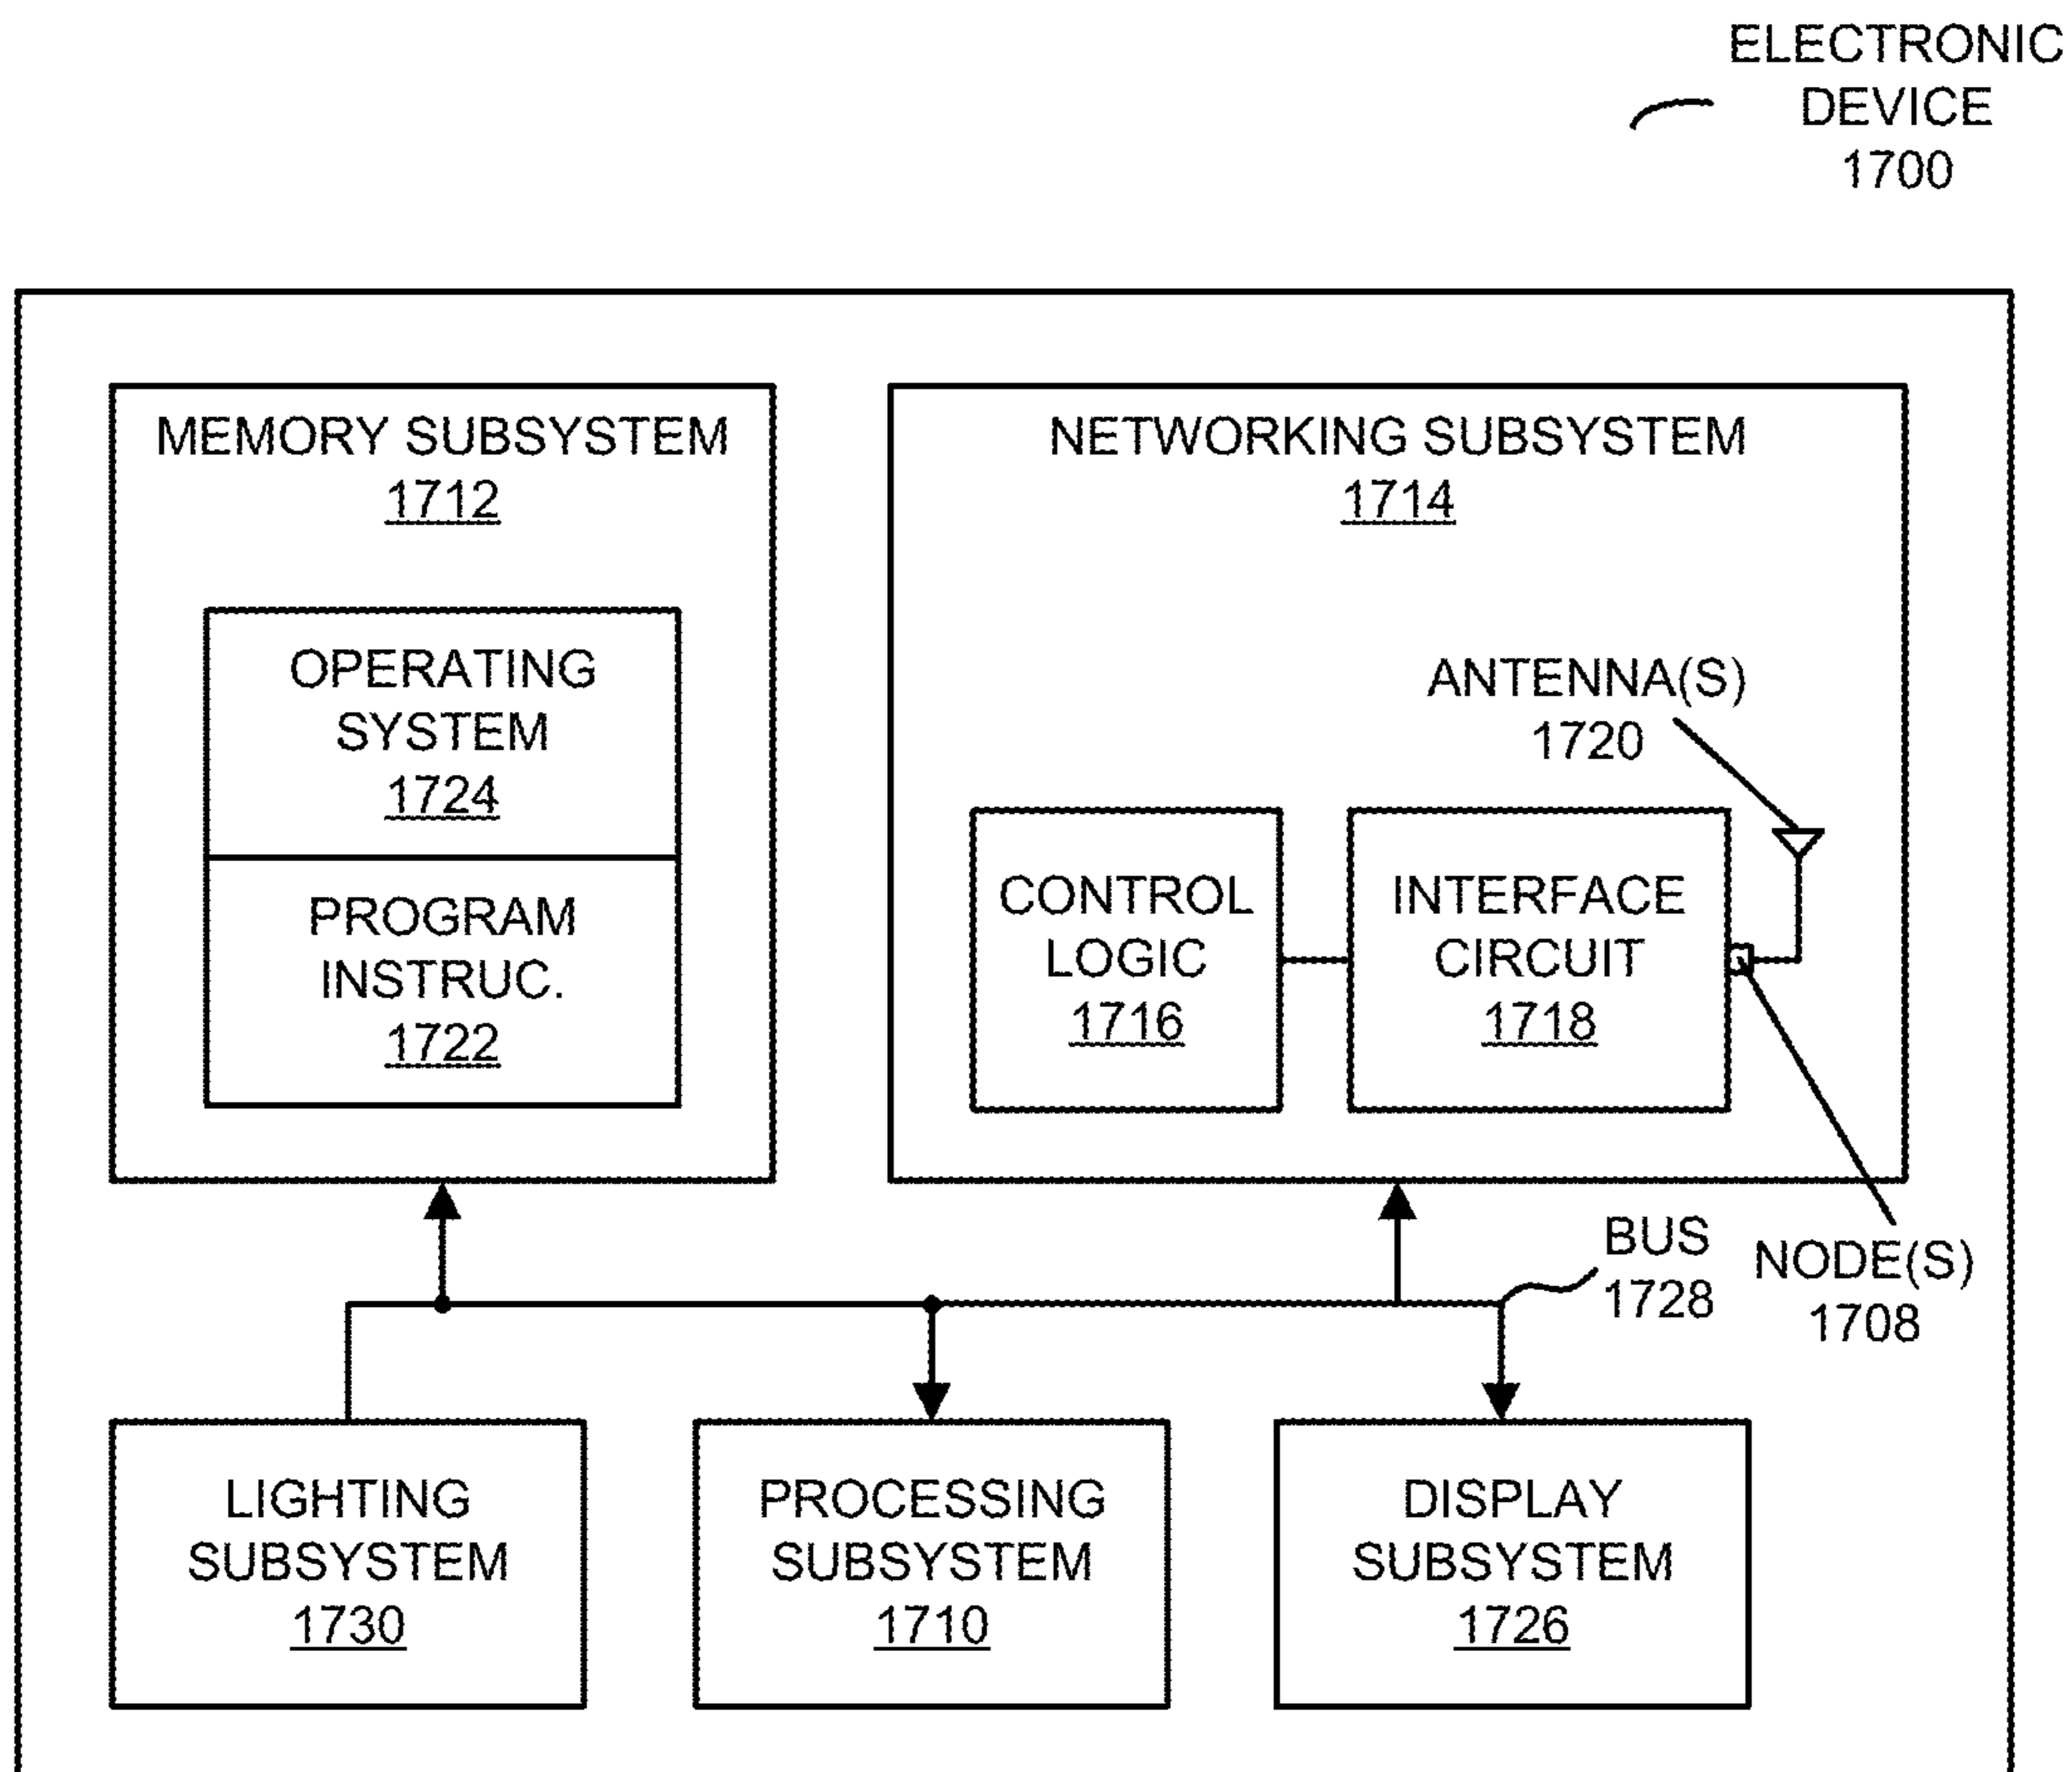 ELECTRONIC
DEVICE
1700
MEMORY SUBSYSTEM
1712
OPERATING
SYSTEM
1724
PROGRAM
INSTRUC.
1722
NETWORKING SUBSYSTEM
1714
ANTENNA(S)
1720
CONTROL
LOGIC
1716
INTERFACE
CIRCUIT
1718
BUS
1728
NODE(S)
1708
LIGHTING
SUBSYSTEM
1730
PROCESSING
SUBSYSTEM
1710
DISPLAY
SUBSYSTEM
1726